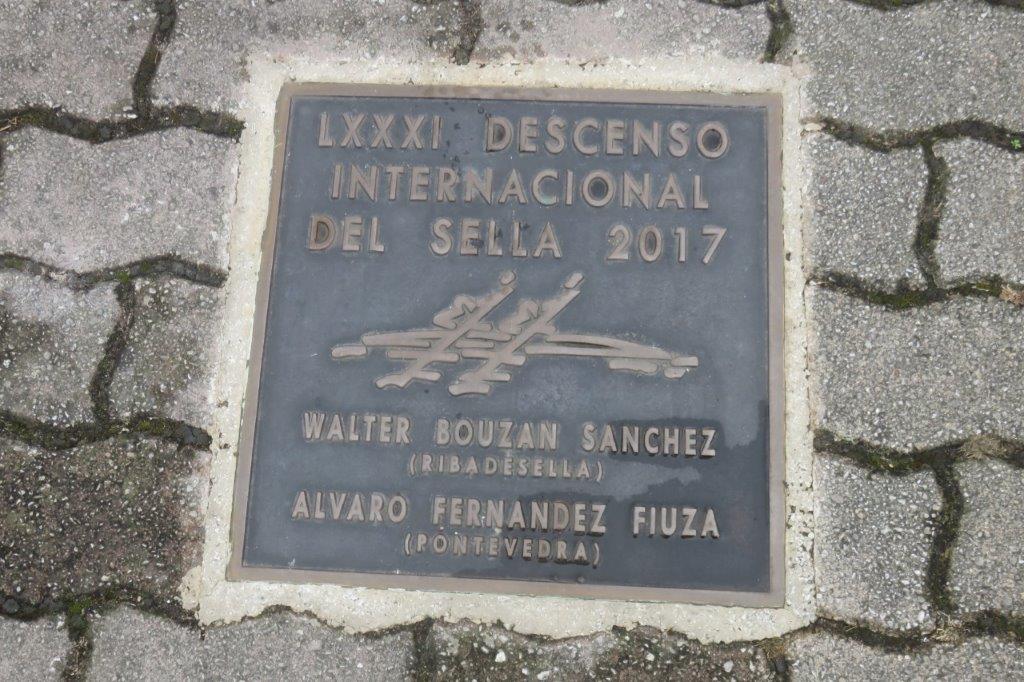 LXXXI DESCENSO
INTERNACIONAL
DEL SELLA 2017
WALTER BOUZAN SANCHEZ
(RIBADESELLA)
ALVARO FERNANDEZ FIUZA
(PONTEVEDRA)